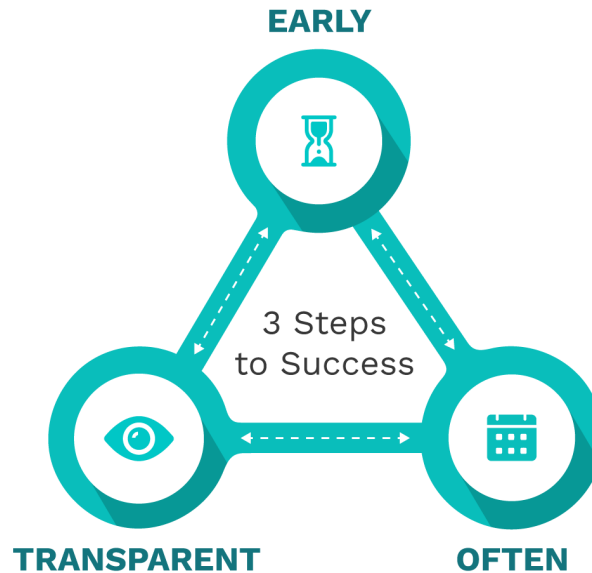 EARLY
3 Steps
to Success
TRANSPARENT
OFTEN